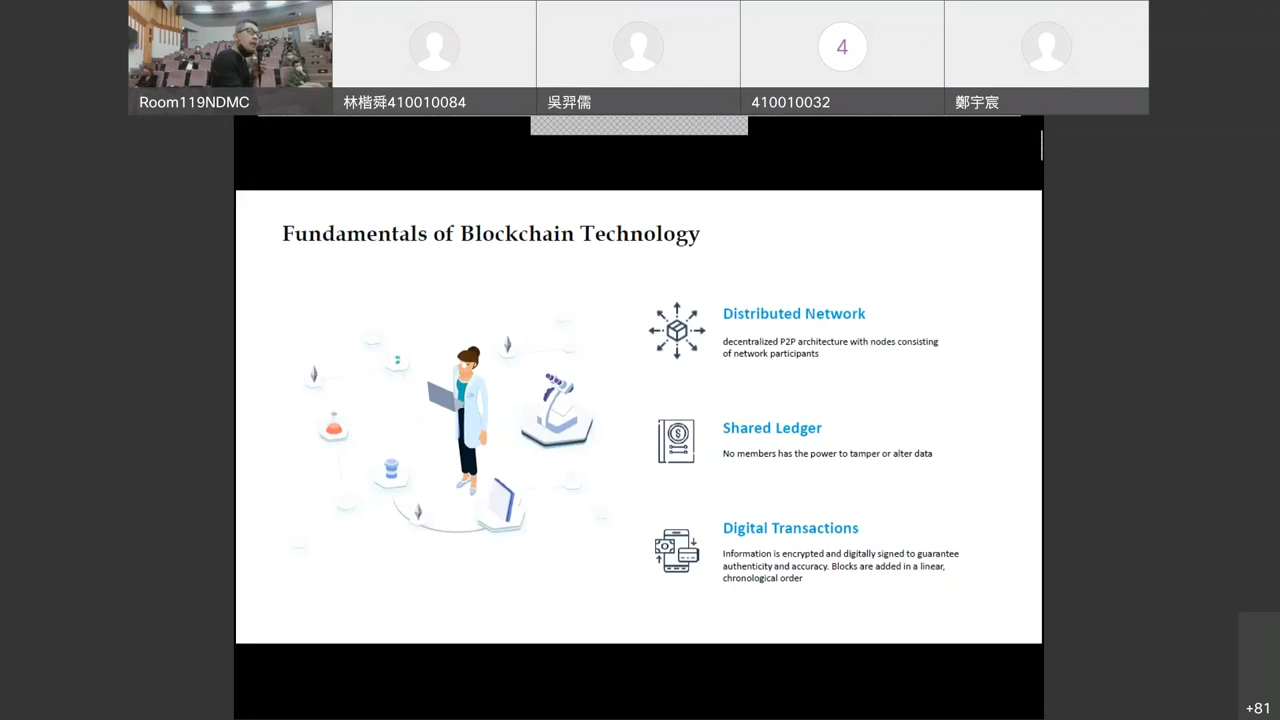 Room119NDMC
林楷舜410010084
吳羿儒
4
410010032
鄭宇宸
Fundamentals of Blockchain Technology
Distributed Network
decentralized P2P architecture with nodes consisting
of network participants
Shared Ledger
No members has the power to tamper or alter data
Digital Transactions
Information is encrypted and digitally signed to guarantee
authenticity and accuracy. Blocks are added in a linear,
chronological order
+81